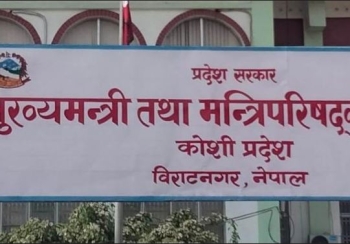 प्रदेश सरकार
मुख्यमन्त्री तथा मन्त्रिपरिषद्
कोशी प्रदेश
विराटनगर, नेपाल